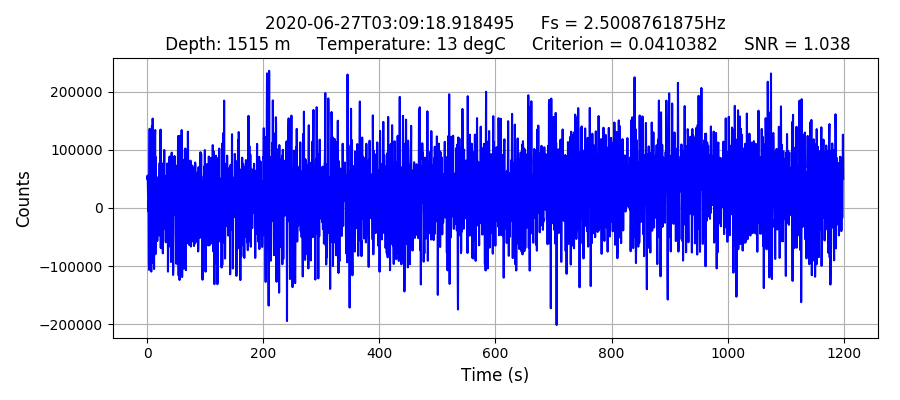 2020-06-27T03:09:18.918495 Fs = 2.5008761875Hz
Depth: 1515 m Temperature: 13 degC Criterion = 0.0410382 SNR = 1.038
Counts
200000
100000
0
−100000
−200000
0 200 400 600 800 1000 1200
Time (s)